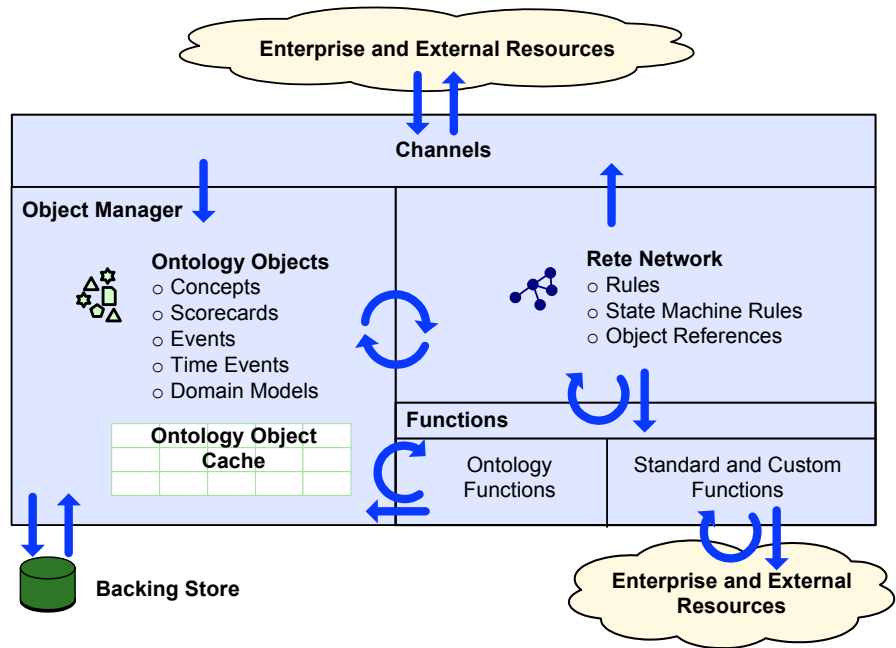 Enterprise and External Resources
Channels
Object Manager
Ontology Objects
○ Concepts
○ Scorecards
○ Events
○ Time Events
○ Domain Models
Ontology Object
Cache
Rete Network
○ Rules
○ State Machine Rules
○ Object References
Functions
Ontology
Functions
Standard and Custom
Functions
Backing Store
Enterprise and External
Resources